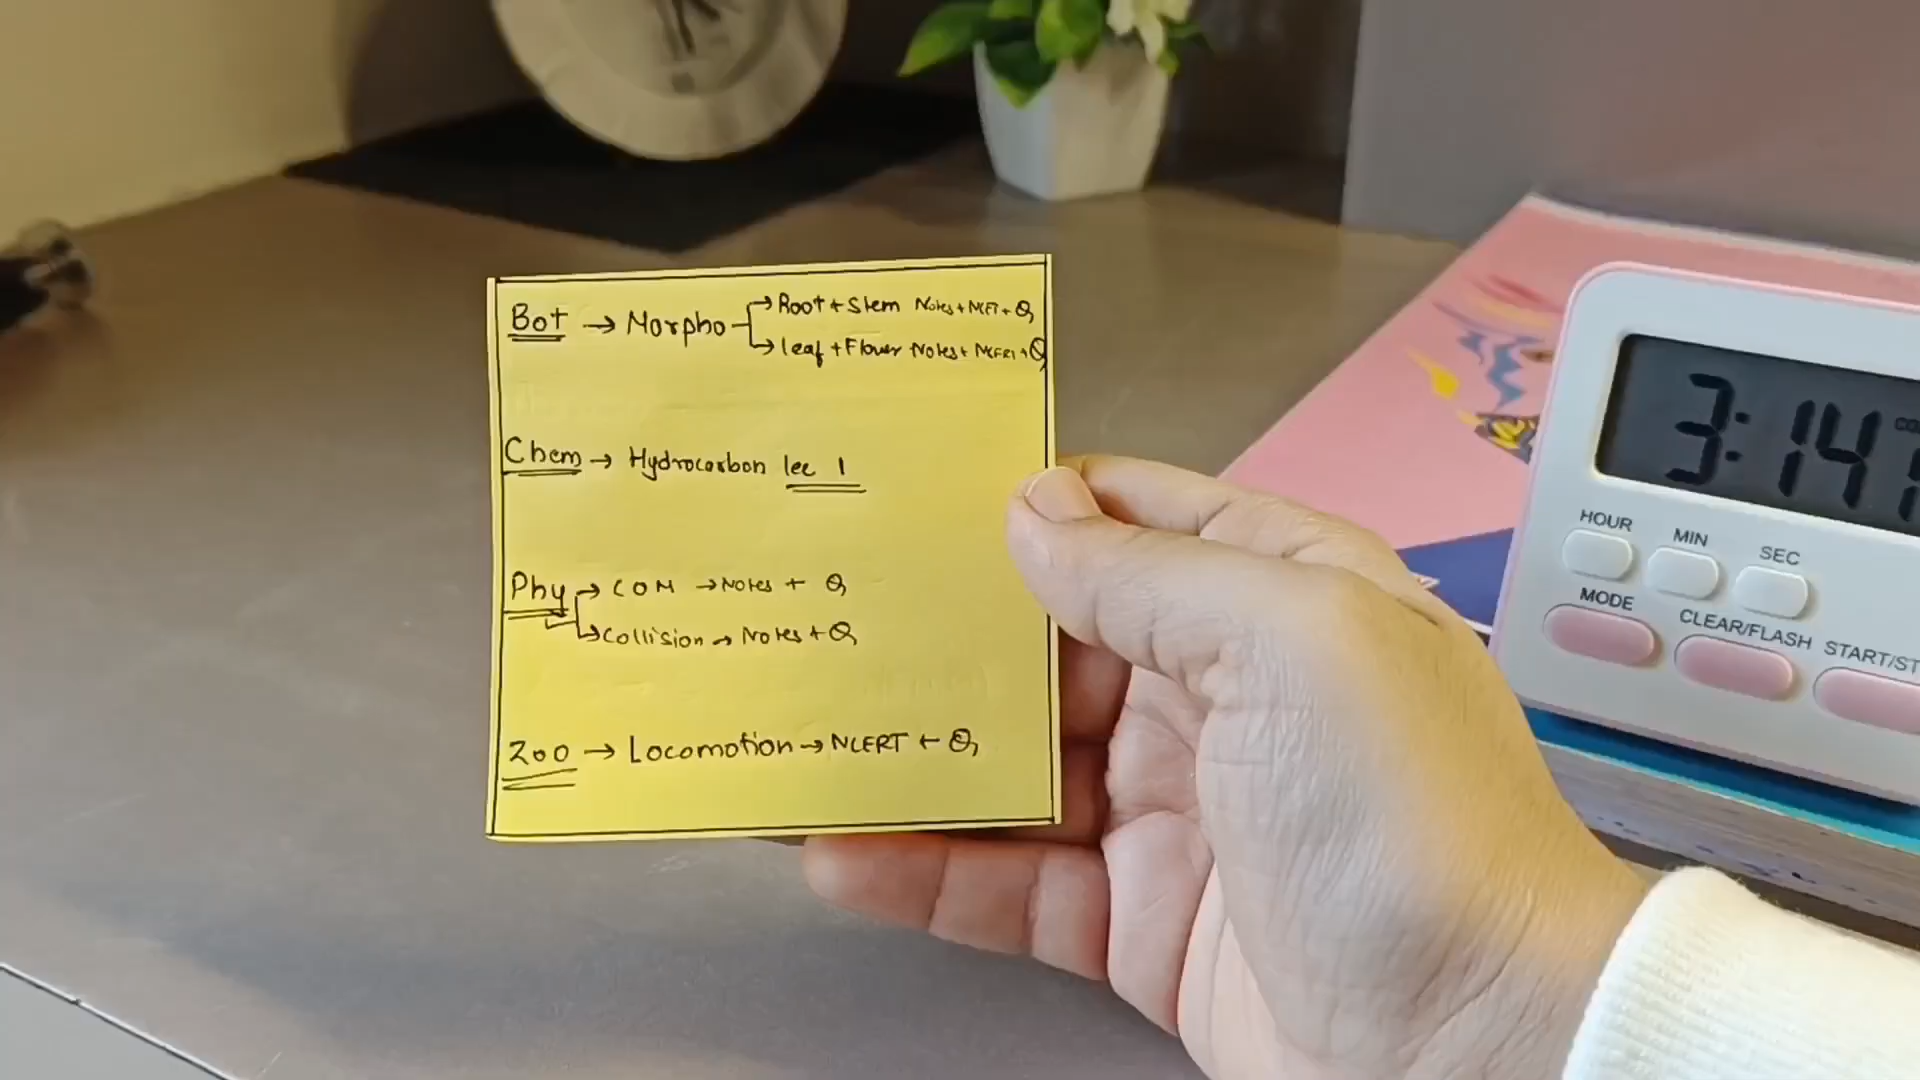 Bot → Morpho → Root + Stem Notes + NCRT + Q
→ leaf + Flower Notes + NCERT + Q
Chem → Hydrocarbon lec 1
Phy → COM → Notes + Q
→ Collision → Notes + Q
Zoo → Locomotion → NCERT + Q
3:14
HOUR MIN SEC
MODE CLEAR/FLASH START/ST